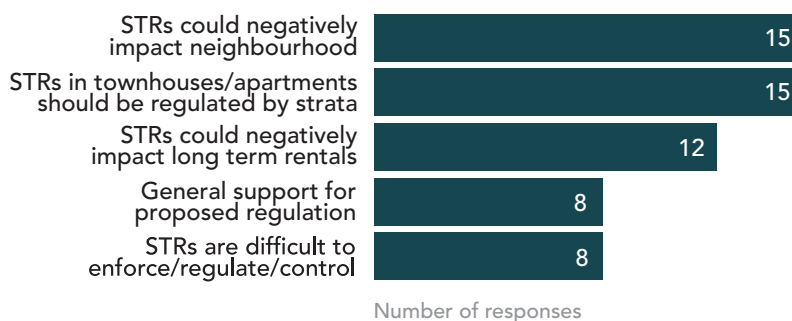 STRs could negatively
impact neighbourhood
15
STRs in townhouses/apartments
should be regulated by strata
15
STRs could negatively
impact long term rentals
12
General support for
proposed regulation
8
STRs are difficult to
enforce/regulate/control
8
Number of responses